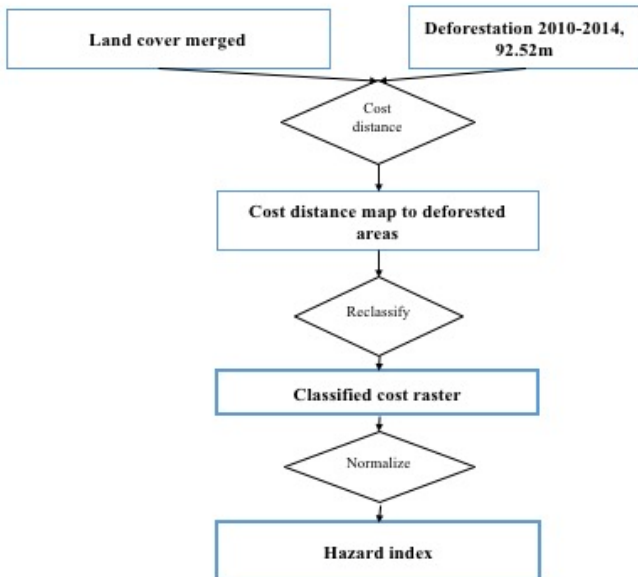 Land cover merged
Deforestation 2010-2014,
92.52m
Cost
distance
Cost distance map to deforested
areas
Reclassify
Classified cost raster
Normalize
Hazard index